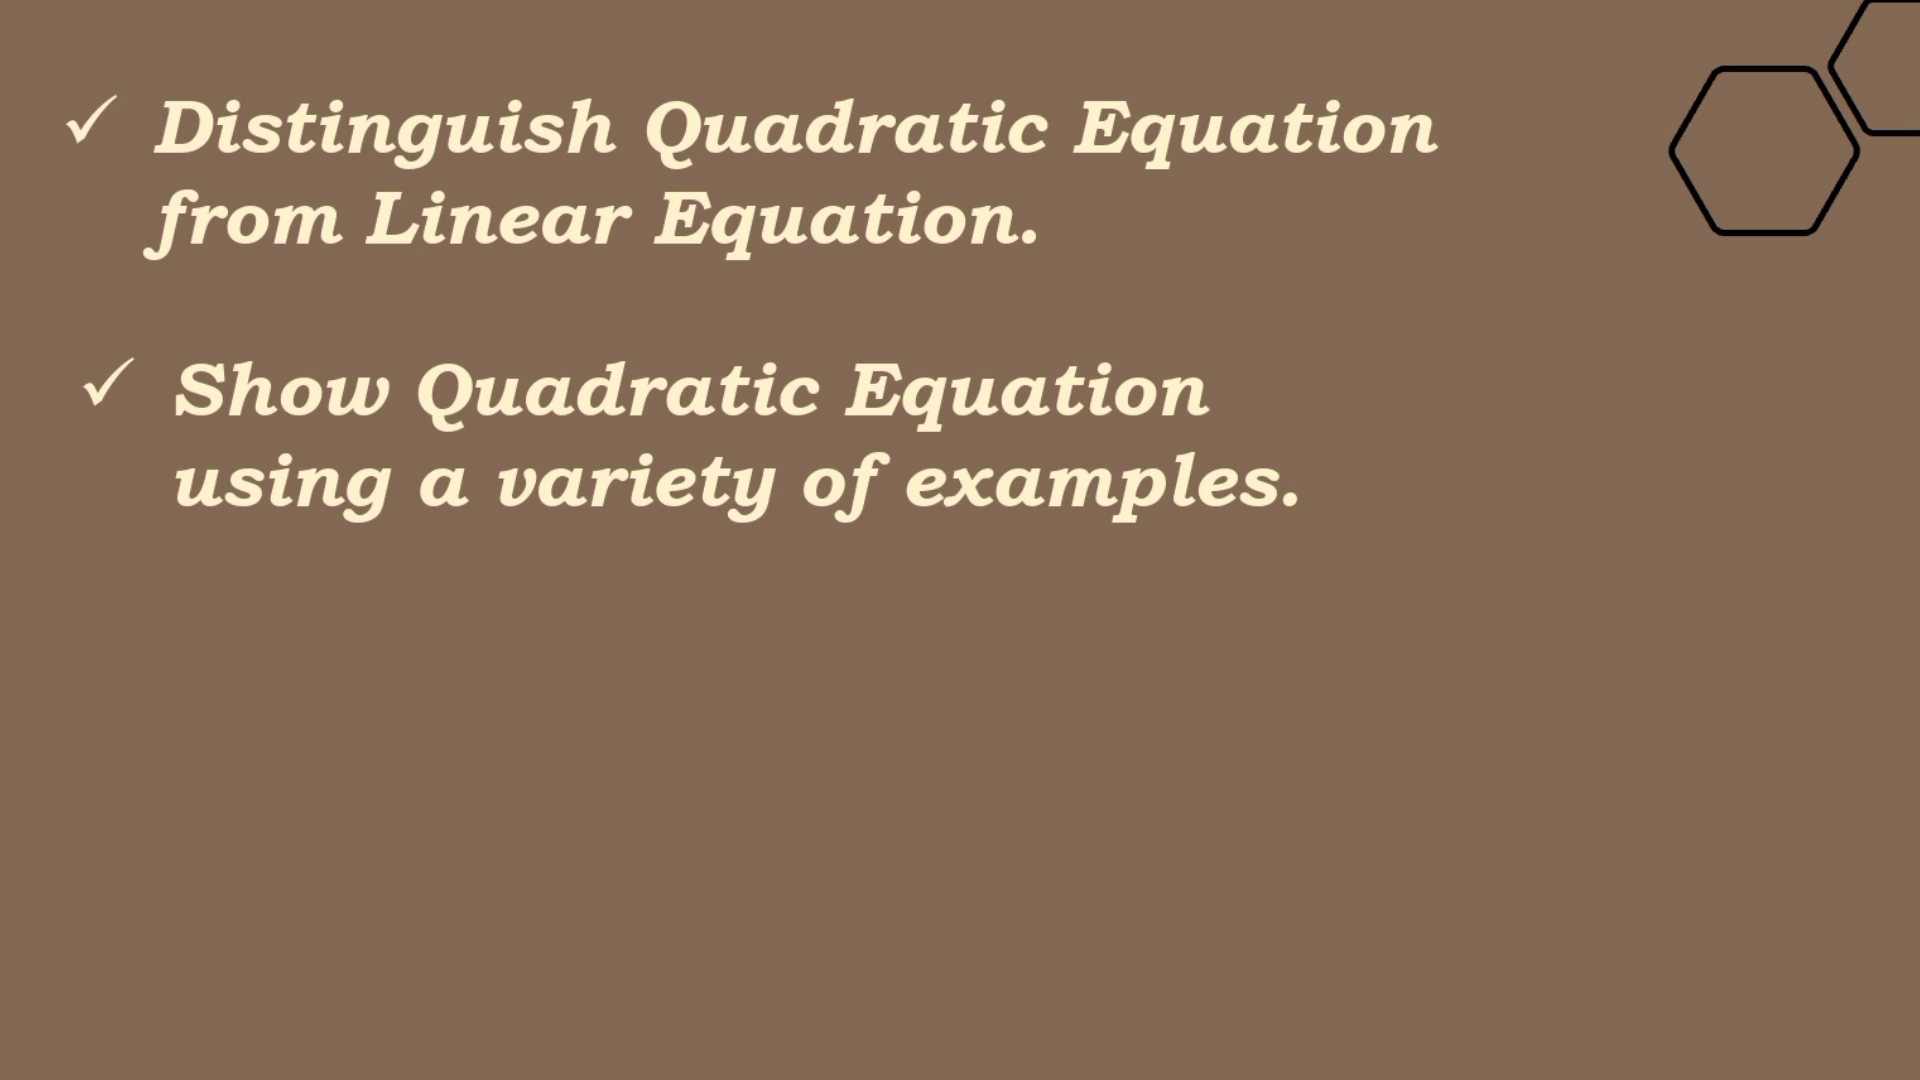 ✓ Distinguish Quadratic Equation
from Linear Equation.
✓ Show Quadratic Equation
using a variety of examples.